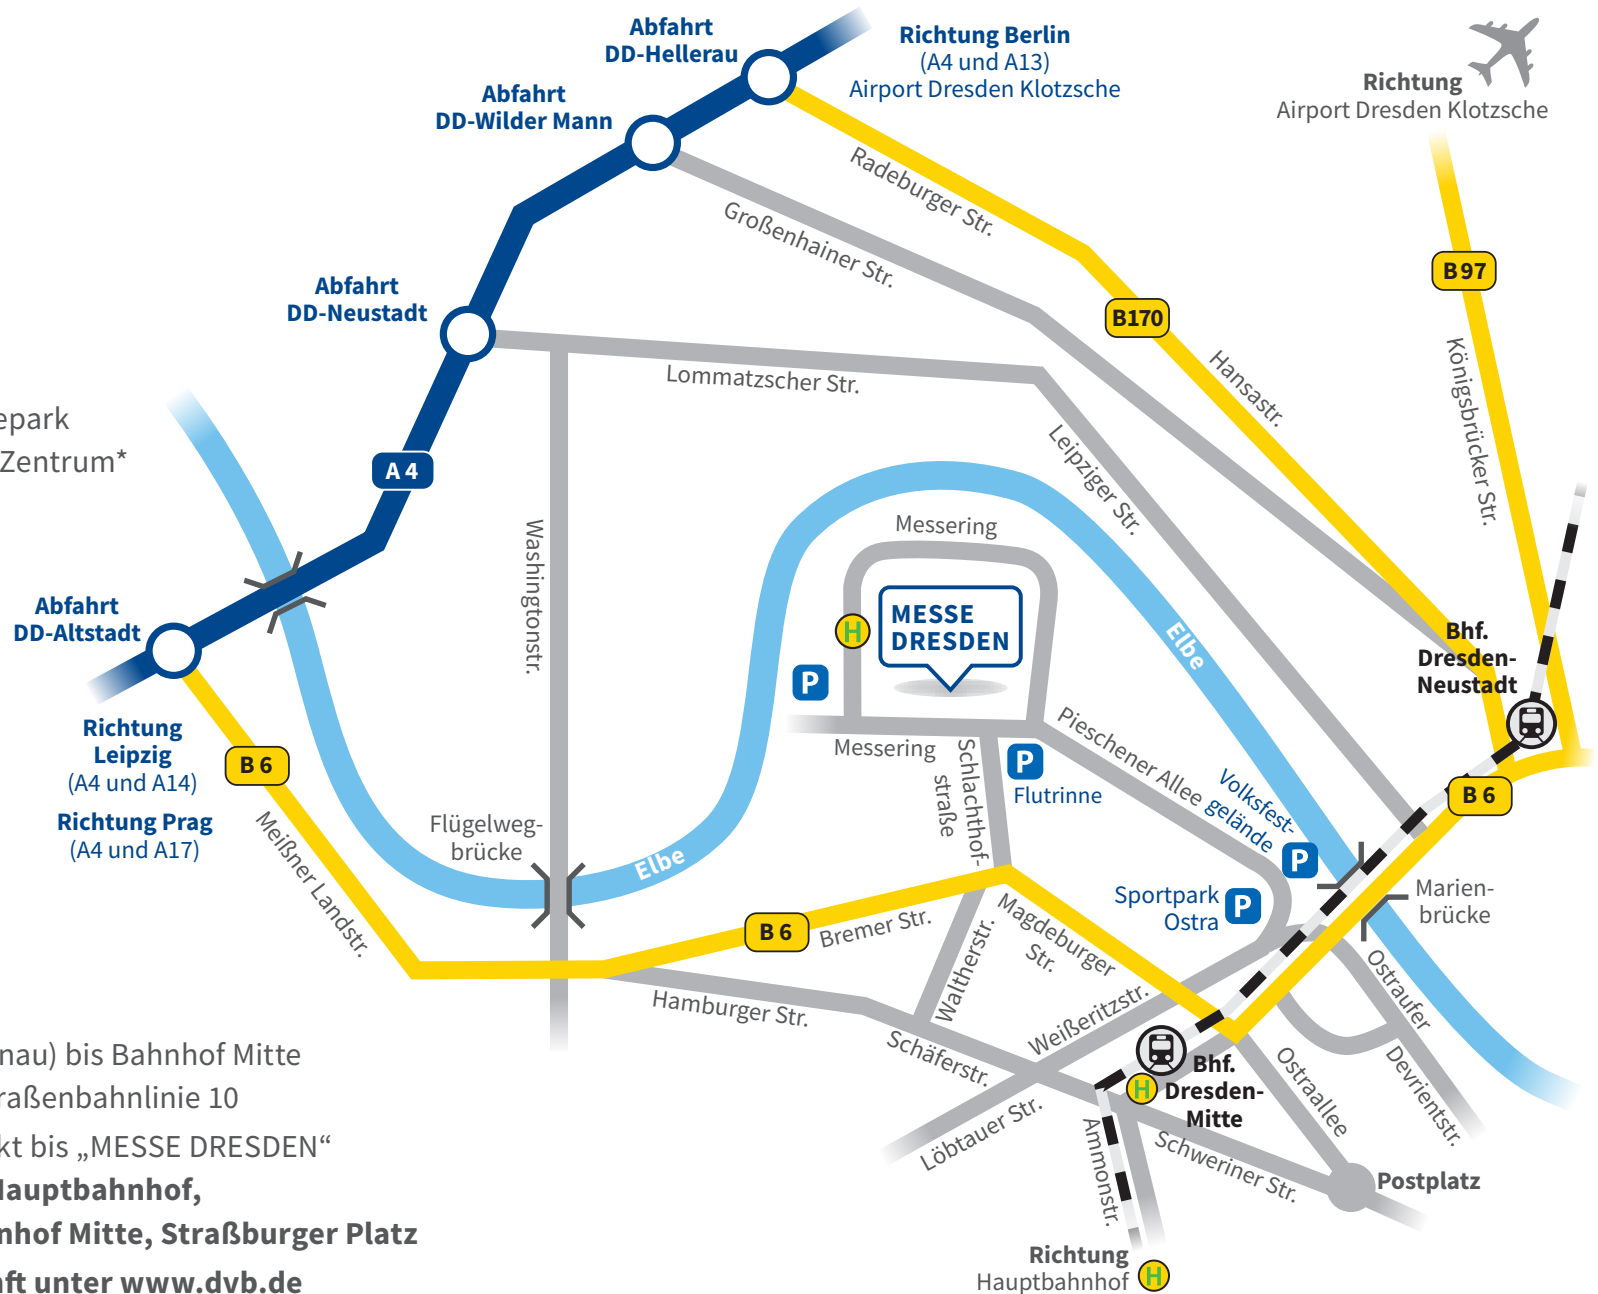 Abfahrt
DD-Hellerau
Richtung Berlin
(A4 und A13)
Airport Dresden Klotzsche
Richtung
Airport Dresden Klotzsche
Abfahrt
DD-Wilder Mann
Radeburger Str.
Großenhainer Str.
B 97
B170
Abfahrt
DD-Neustadt
Königsbrücker Str.
Hansastr.
Lommatzscher Str.
epark
Zentrum*
A 4
Leipziger Str.
Messering
Washingtonstr.
Abfahrt
DD-Altstadt
H
MESSE
DRESDEN
Elbe
Bhf.
Dresden-
Neustadt
P
Richtung
Leipzig
(A4 und A14)
Richtung Prag
(A4 und A17)
B 6
Messering
Schlachthof-
straße
P
Flutrinne
Pieschener Allee
Volksfest-
gelände
P
B 6
Meißner Landstr.
Flügelweg-
brücke
Elbe
Sportpark
Ostra
P
Marien-
brücke
B 6
Bremer Str.
Magdeburger
Str.
Waltherstr.
Ostraufer
Hamburger Str.
Weißeritzstr.
Schäferstr.
Bhf.
Dresden-
Mitte
H
Ostraallee
Devrientstr.
Löbtauer Str.
Ammonstr.
Schweriner Str.
Postplatz
Richtung
Hauptbahnhof
H
nau) bis Bahnhof Mitte
raßenbahnlinie 10
kt bis „MESSE DRESDEN“
Hauptbahnhof,
nhof Mitte, Straßburger Platz
nft unter www.dvb.de